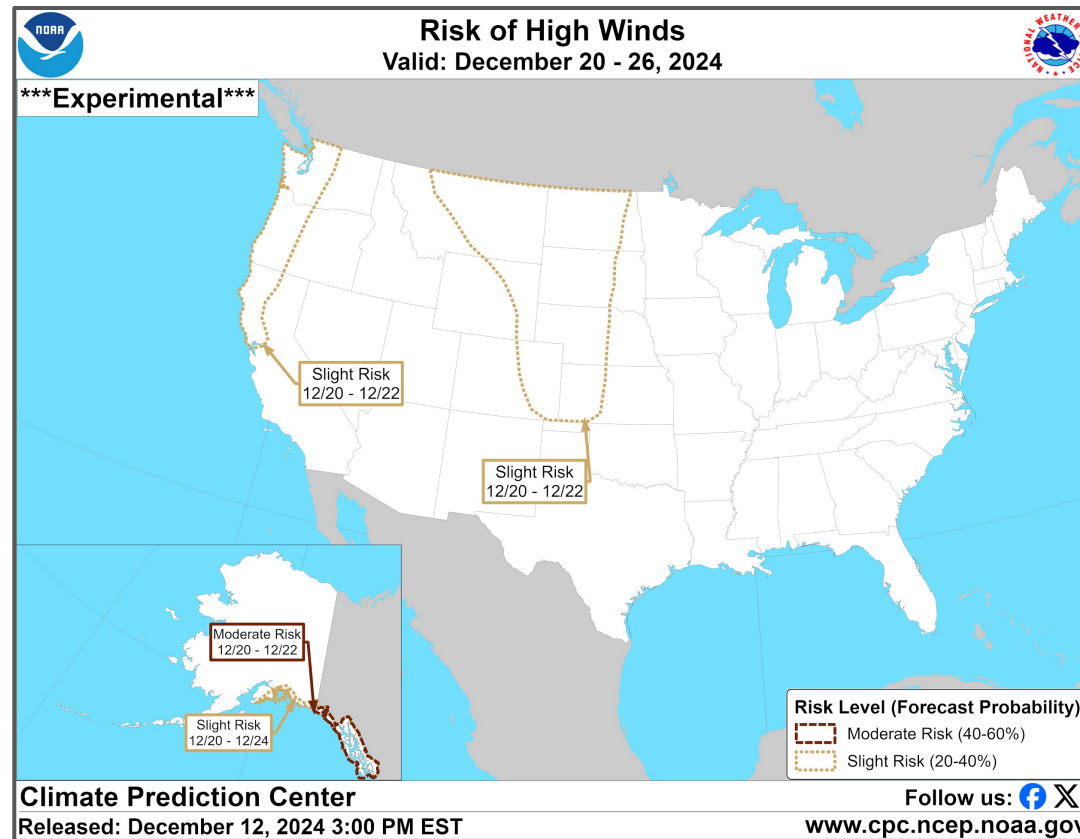 NOAA
Risk of High Winds
Valid: December 20 - 26, 2024
NATIONAL WEATHER
***Experimental***
Slight Risk
12/20 - 12/22
Slight Risk
12/20 - 12/22
Moderate Risk
12/20 - 12/22
Slight Risk
12/20 - 12/24
Risk Level (Forecast Probability)
Moderate Risk (40-60%)
Slight Risk (20-40%)
Climate Prediction Center
Follow us:
Released: December 12, 2024 3:00 PM EST
www.cpc.ncep.noaa.gov